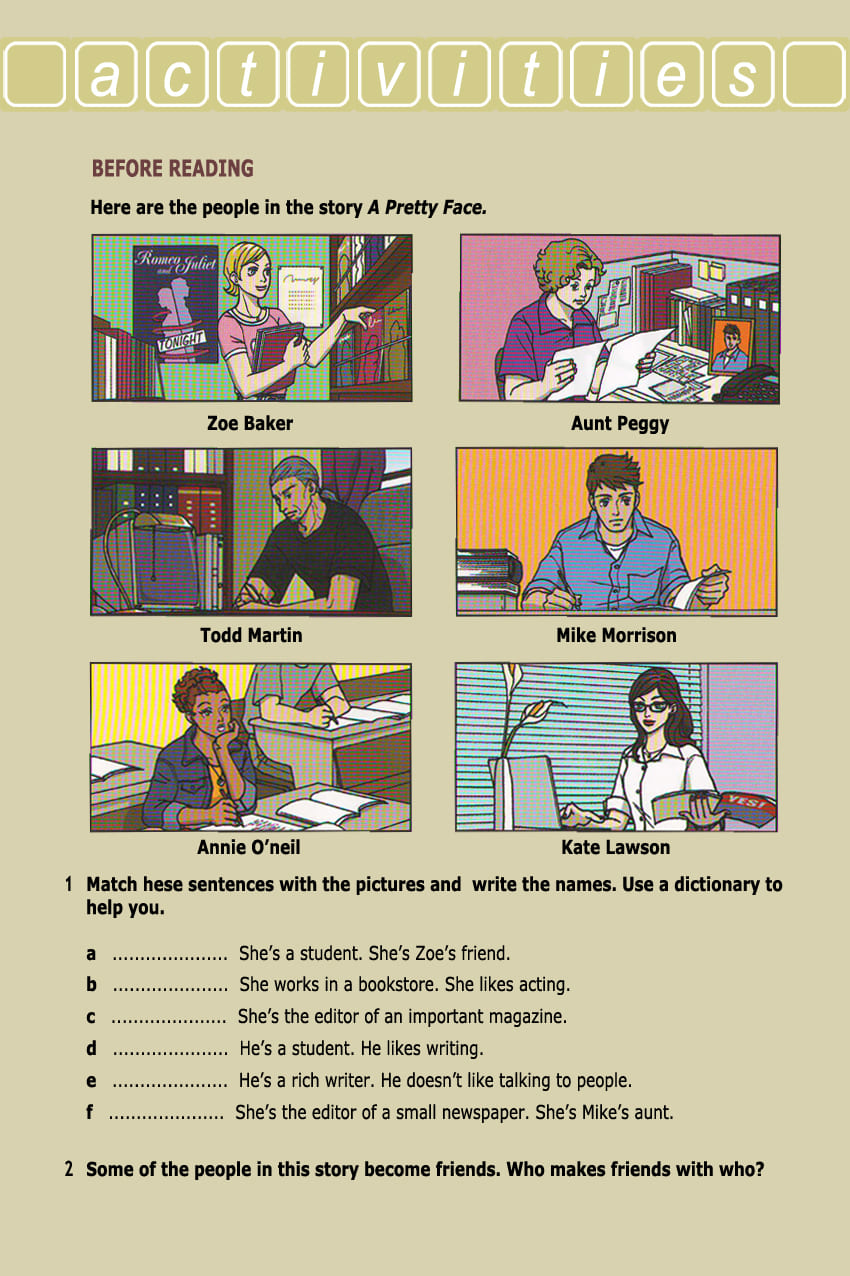 activities
BEFORE READING
Here are the people in the story A Pretty Face.
Romeo
and Juliet
TONIGHT
Zoe Baker
Aunt Peggy
Todd Martin
Mike Morrison
YES!
Annie O’neil
Kate Lawson
1 Match hese sentences with the pictures and write the names. Use a dictionary to
help you.
a ..................... She’s a student. She’s Zoe’s friend.
b ..................... She works in a bookstore. She likes acting.
c ..................... She’s the editor of an important magazine.
d ..................... He’s a student. He likes writing.
e ..................... He’s a rich writer. He doesn’t like talking to people.
f ..................... She’s the editor of a small newspaper. She’s Mike’s aunt.
2 Some of the people in this story become friends. Who makes friends with who?